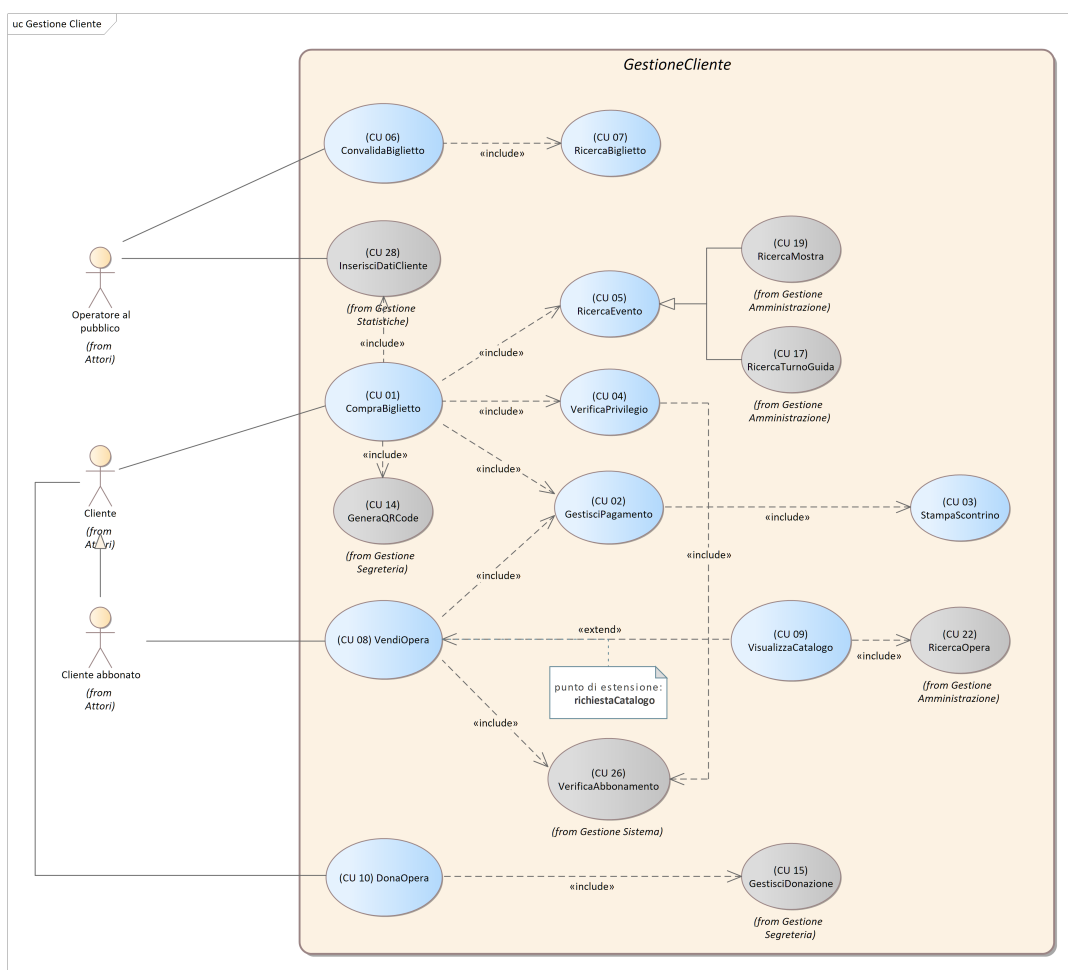 uc Gestione Cliente
GestioneCliente
(CU 06)
ConvalidaBiglietto
«include»
(CU 07)
RicercaBiglietto
Operatore al
pubblico
(from
Attori)
(CU 28)
InserisciDatiCliente
(from Gestione
Statistiche)
«include»
(CU 19)
RicercaMostra
(from Gestione
Amministrazione)
(CU 05)
RicercaEvento
«include»
(CU 17)
RicercaTurnoGuida
(from Gestione
Amministrazione)
(CU 01)
CompraBiglietto
«include»
(CU 04)
VerificaPrivilegio
«include»
«include»
Cliente
(from
Attori)
(CU 14)
GeneraQRCode
(from Gestione
Segreteria)
(CU 02)
GestisciPagamento
«include»
(CU 03)
StampaScontrino
«include»
«include»
Cliente abbonato
(from
Attori)
(CU 08) VendiOpera
«extend»
(CU 09)
VisualizzaCatalogo
«include»
(CU 22)
RicercaOpera
(from Gestione
Amministrazione)
punto di estensione:
richiestaCatalogo
«include»
(CU 26)
VerificaAbbonamento
(from Gestione Sistema)
(CU 10) DonaOpera
«include»
(CU 15)
GestisciDonazione
(from Gestione
Segreteria)